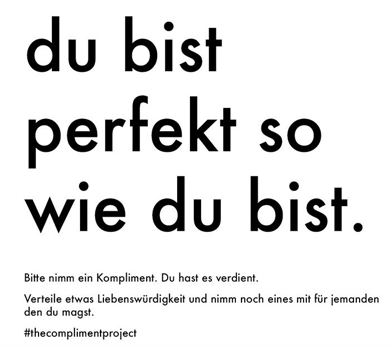 du bist
perfekt so
wie du bist.
Bitte nimm ein Kompliment. Du hast es verdient.
Verteile etwas Liebenswürdigkeit und nimm noch eines mit für jemanden
den du magst.
#thecomplimentproject